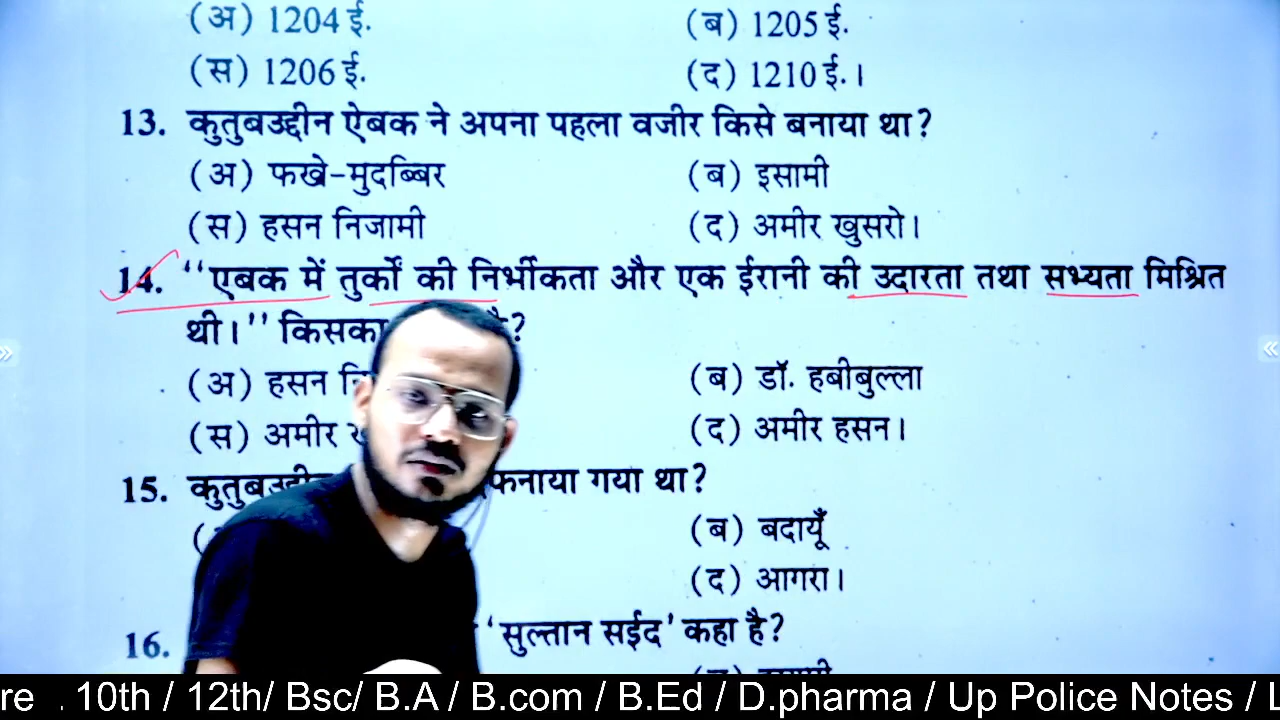 (अ) 1204 ई. (ब) 1205 ई.
(स) 1206 ई. (द) 1210 ई. ।
13. कुतुबउद्दीन ऐबक ने अपना पहला वजीर किसे बनाया था?
(अ) फख्रे-मुदब्बिर (ब) इसामी
(स) हसन निजामी (द) अमीर खुसरो।
14. ‘‘एबक में तुर्कों की निर्भीकता और एक ईरानी की उदारता तथा सभ्यता मिश्रित
थी।’’ किसका ?
(अ) हसन (ब) डॉ. हबीबुल्ला
(स) अमीर (द) अमीर हसन।
15. था?
(ब) बदायूँ
(द) आगरा।
16. ‘सुल्तान सईद’ कहा है?
10th / 12th/ Bsc/ B.A / B.com / B.Ed / D.pharma / Up Police Notes /